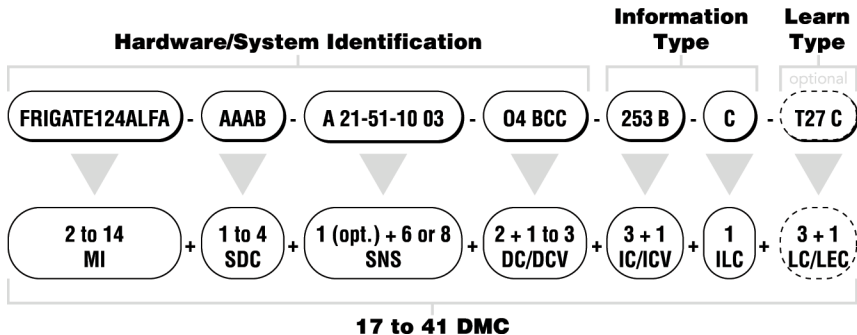 Hardware/System Identification
Information Type
Learn Type
optional
FRIGATE124ALFA - AAAB - A 21-51-10 03 - 04 BCC - 253 B - C - T27 C
2 to 14 MI + 1 to 4 SDC + 1 (opt.) + 6 or 8 SNS + 2 + 1 to 3 DC/DCV + 3 + 1 IC/ICV + 1 ILC + 3 + 1 LC/LEC
17 to 41 DMC